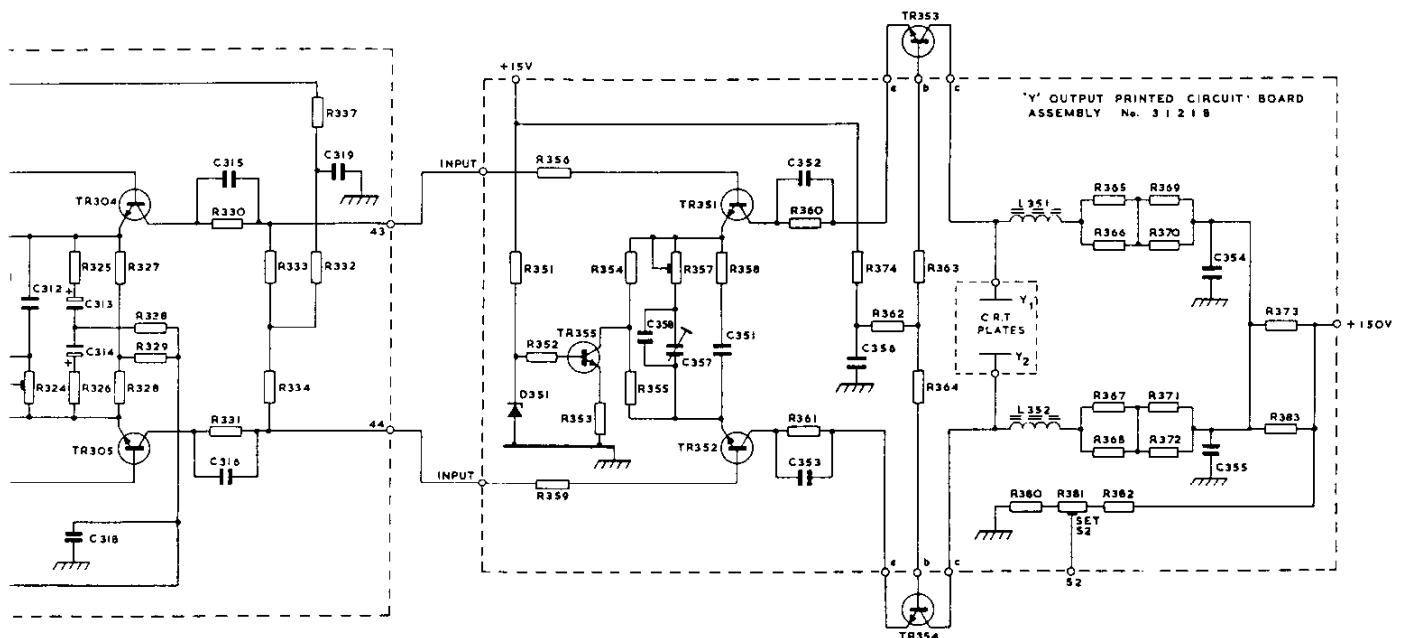 TR353
+15V
e
b
c
'Y' OUTPUT PRINTED CIRCUIT BOARD
ASSEMBLY No. 31218
R337
C319
C315
TR304
R330
43
INPUT
R356
C352
TR351
R360
L351
R365
R369
R366
R370
C354
R325
R327
R333
R332
R351
R354
R357
R358
R374
R363
C312
+
C313
R328
R329
C314
+
R324
R326
R328
R334
R352
TR355
C358
C357
C351
R362
C356
Y1
C.R.T
PLATES
Y2
R373
+150V
D351
R353
R355
R364
R331
44
TR305
C316
INPUT
R359
TR352
R361
C353
L352
R367
R371
R368
R372
R383
C355
C318
R380
R381
R382
SET
S2
S2
e
b
c
TR354